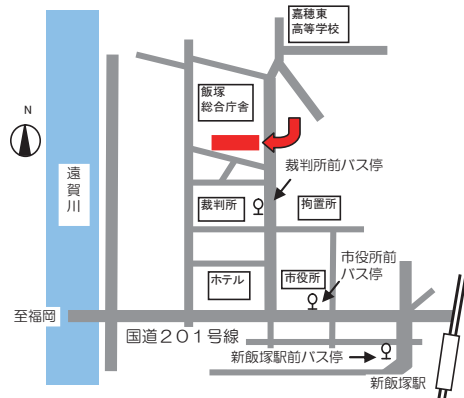 嘉穂東
高等学校
飯塚
総合庁舎
N
遠賀川
裁判所前バス停
裁判所
拘置所
市役所前
バス停
ホテル
市役所
至福岡
国道２０１号線
新飯塚駅前バス停
新飯塚駅